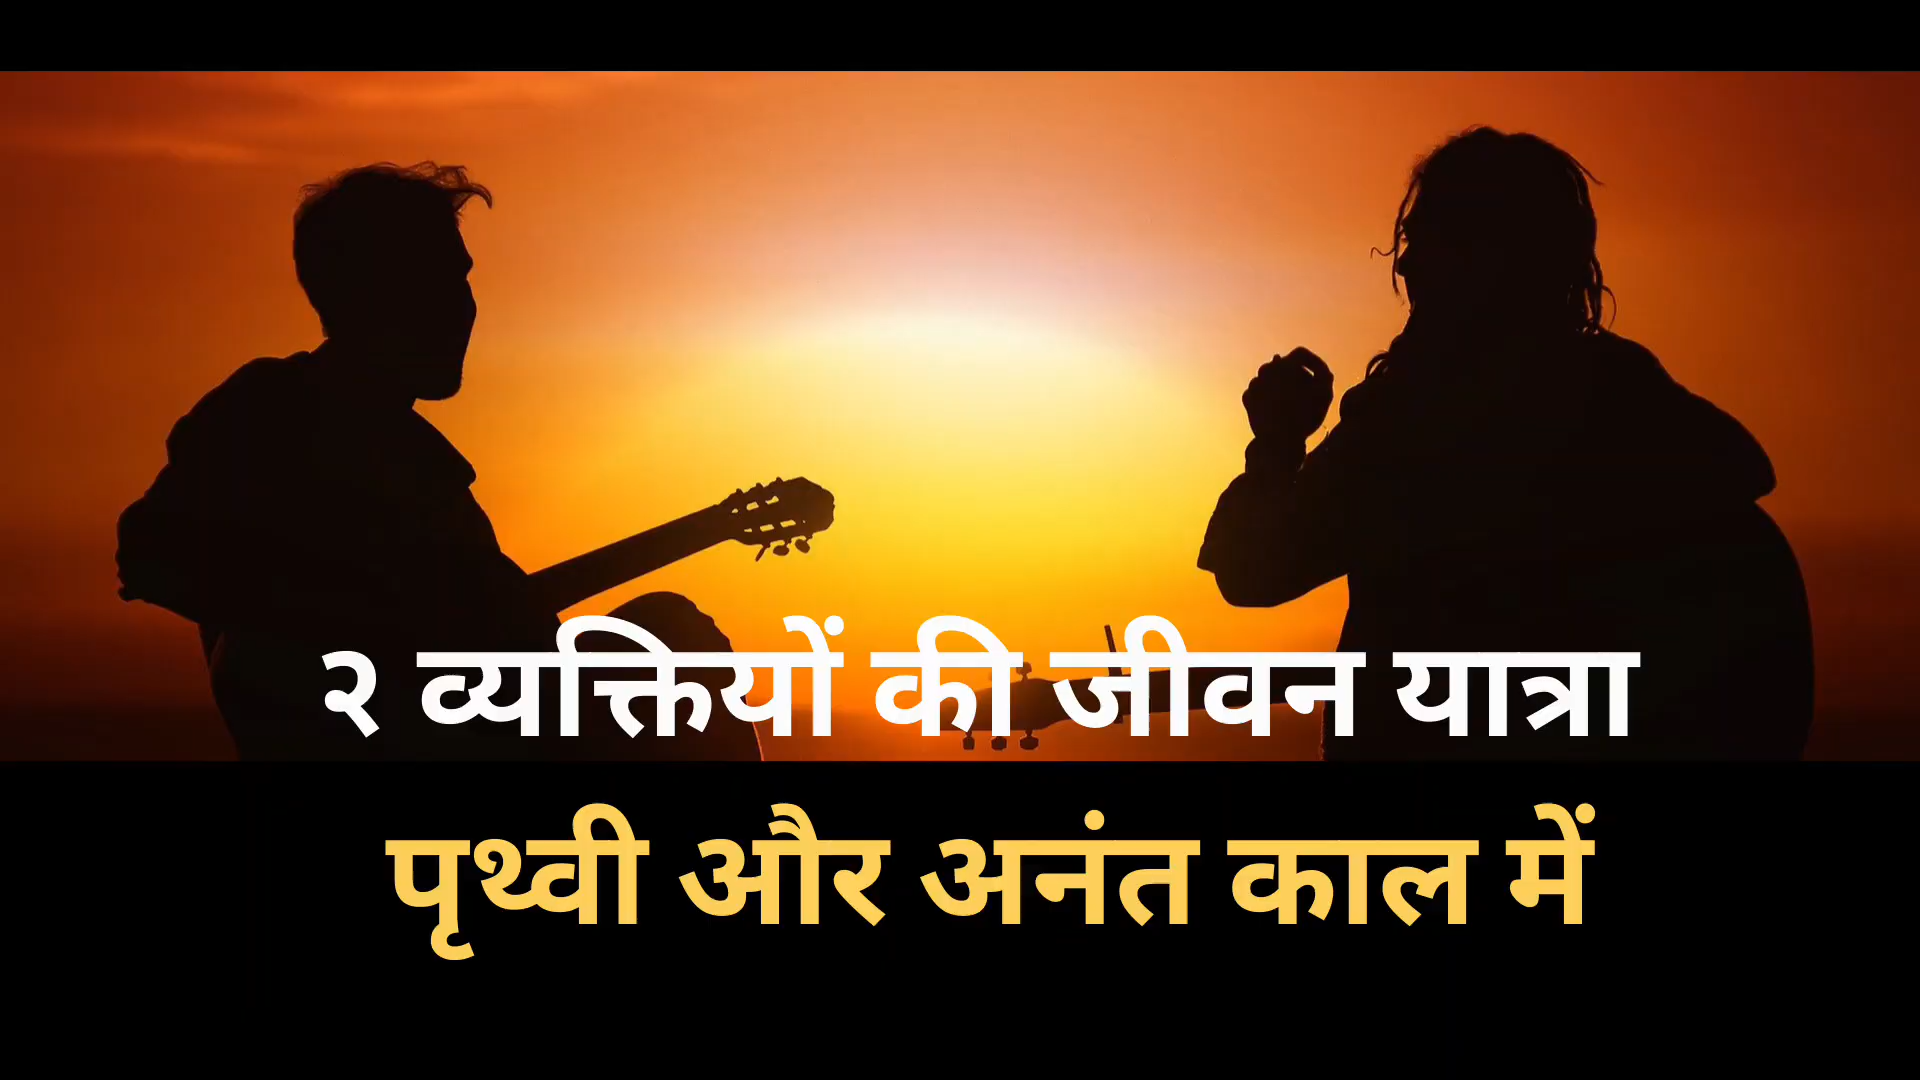 २ व्यक्तियों की जीवन यात्रा
पृथ्वी और अनंत काल में